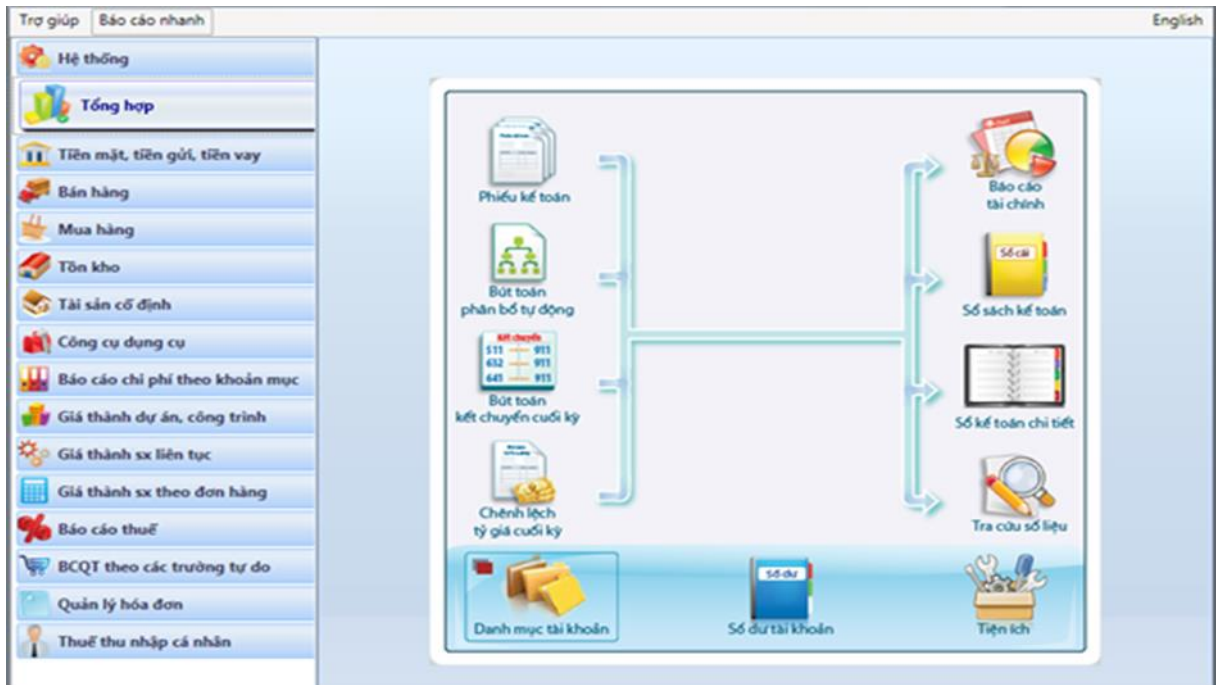 Trợ giúp
Báo cáo nhanh
English
Hệ thống
Tổng hợp
Tiền mặt, tiền gửi, tiền vay
Bán hàng
Mua hàng
Tồn kho
Tài sản cố định
Công cụ dụng cụ
Báo cáo chi phí theo khoản mục
Giá thành dự án, công trình
Giá thành sx liên tục
Giá thành sx theo đơn hàng
Báo cáo thuế
BCQT theo các trường tự do
Quản lý hóa đơn
Thuế thu nhập cá nhân
Phiếu kế toán
Bút toán
phân bổ tự động
Kết chuyển
511 911
632 911
641 911
Bút toán
kết chuyển cuối kỳ
Chênh lệch
tỷ giá cuối kỳ
Báo cáo
tài chính
Sổ cái
Sổ sách kế toán
Sổ kế toán chi tiết
Tra cứu số liệu
Danh mục tài khoản
Số dư
Số dư tài khoản
Tiện ích